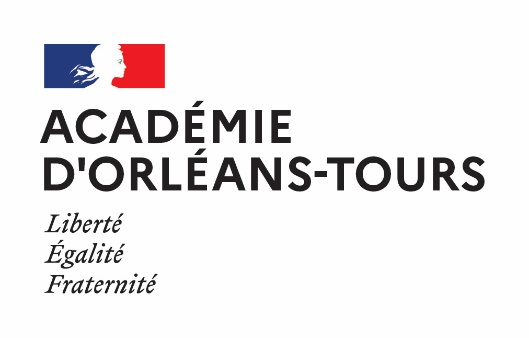 ACADÉMIE
D'ORLÉANS-TOURS
Liberté
Égalité
Fraternité